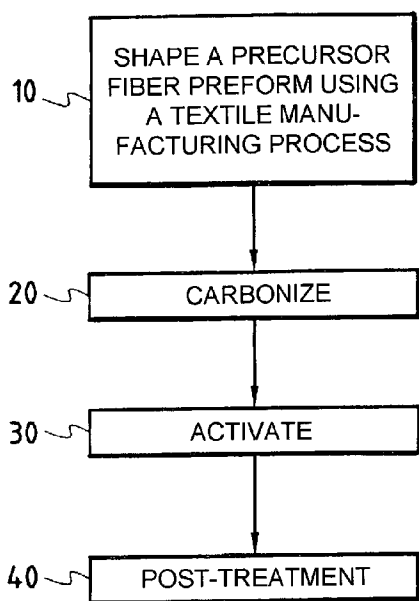 SHAPE A PRECURSOR
FIBER PREFORM USING
A TEXTILE MANU-
FACTURING PROCESS
10
20
CARBONIZE
30
ACTIVATE
40
POST-TREATMENT